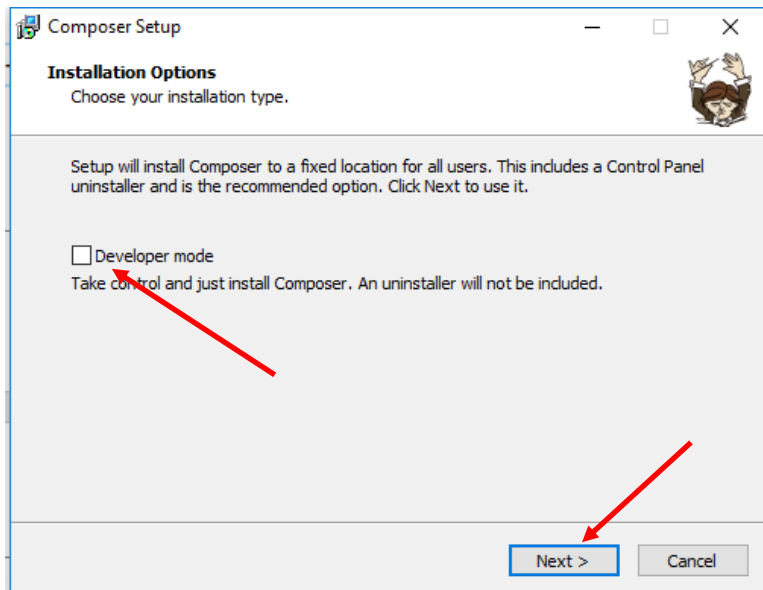 Composer Setup
Installation Options
Choose your installation type.
Setup will install Composer to a fixed location for all users. This includes a Control Panel
uninstaller and is the recommended option. Click Next to use it.
Developer mode
Take control and just install Composer. An uninstaller will not be included.
Next >
Cancel